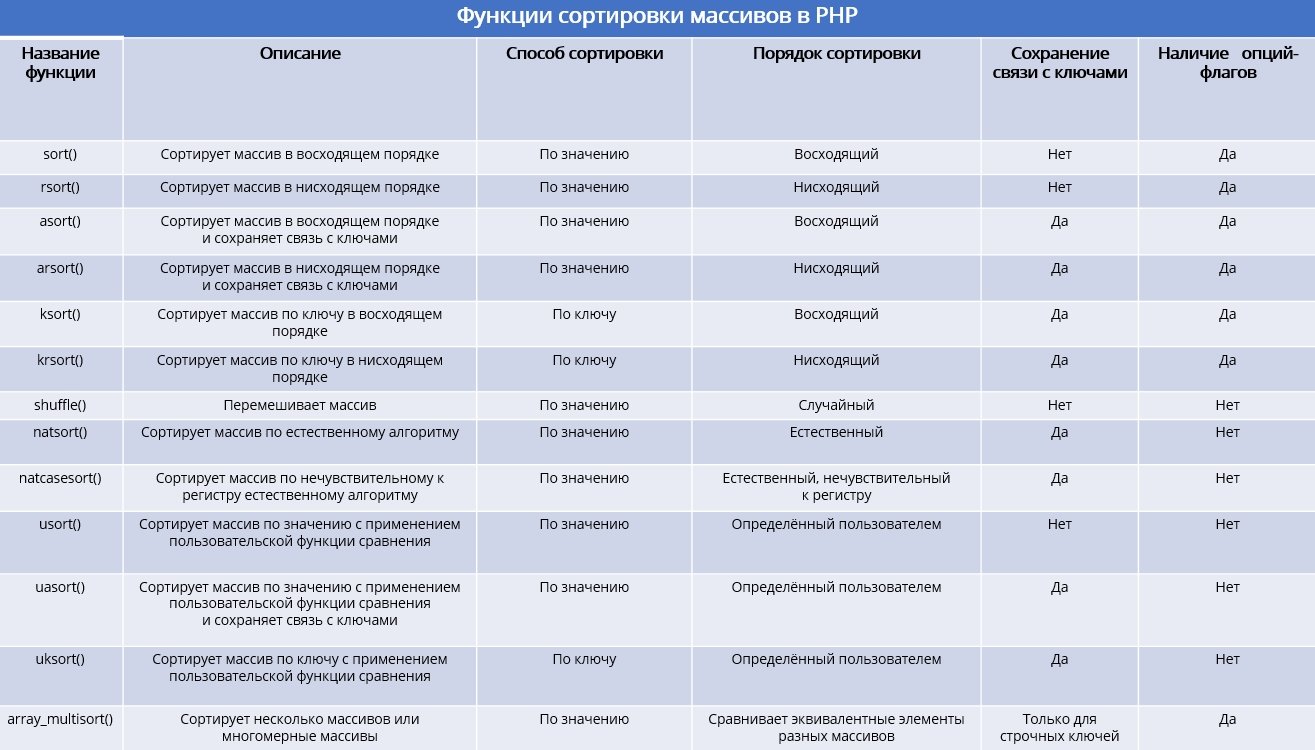 Функции сортировки массивов в PHP
Название функции Описание Способ сортировки Порядок сортировки Сохранение связи с ключами Наличие опций-флагов
sort() Сортирует массив в восходящем порядке По значению Восходящий Нет Да
rsort() Сортирует массив в нисходящем порядке По значению Нисходящий Нет Да
asort() Сортирует массив в восходящем порядке и сохраняет связь с ключами По значению Восходящий Да Да
arsort() Сортирует массив в нисходящем порядке и сохраняет связь с ключами По значению Нисходящий Да Да
ksort() Сортирует массив по ключу в восходящем порядке По ключу Восходящий Да Да
krsort() Сортирует массив по ключу в нисходящем порядке По ключу Нисходящий Да Да
shuffle() Перемешивает массив По значению Случайный Нет Нет
natsort() Сортирует массив по естественному алгоритму По значению Естественный Да Нет
natcasesort() Сортирует массив по нечувствительному к регистру естественному алгоритму По значению Естественный, нечувствительный к регистру Да Нет
usort() Сортирует массив по значению с применением пользовательской функции сравнения По значению Определённый пользователем Нет Нет
uasort() Сортирует массив по значению с применением пользовательской функции сравнения и сохраняет связь с ключами По значению Определённый пользователем Да Нет
uksort() Сортирует массив по ключу с применением пользовательской функции сравнения По ключу Определённый пользователем Да Нет
array_multisort() Сортирует несколько массивов или многомерные массивы По значению Сравнивает эквивалентные элементы разных массивов Только для строчных ключей Да